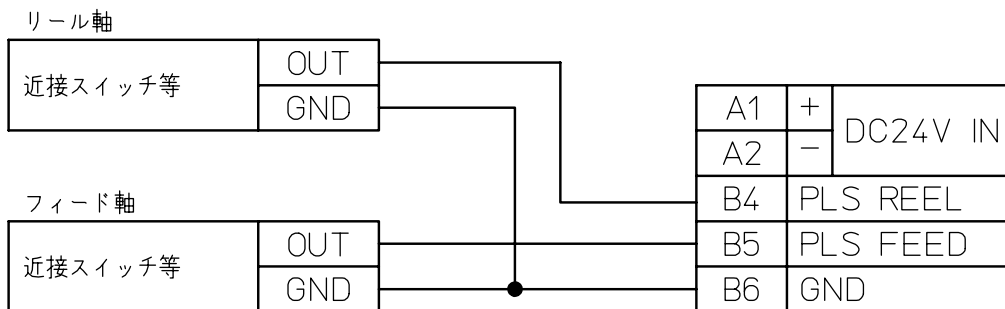 リール軸
近接スイッチ等
OUT
GND
フィード軸
近接スイッチ等
OUT
GND
A1 + DC24V IN
A2 −
B4 PLS REEL
B5 PLS FEED
B6 GND